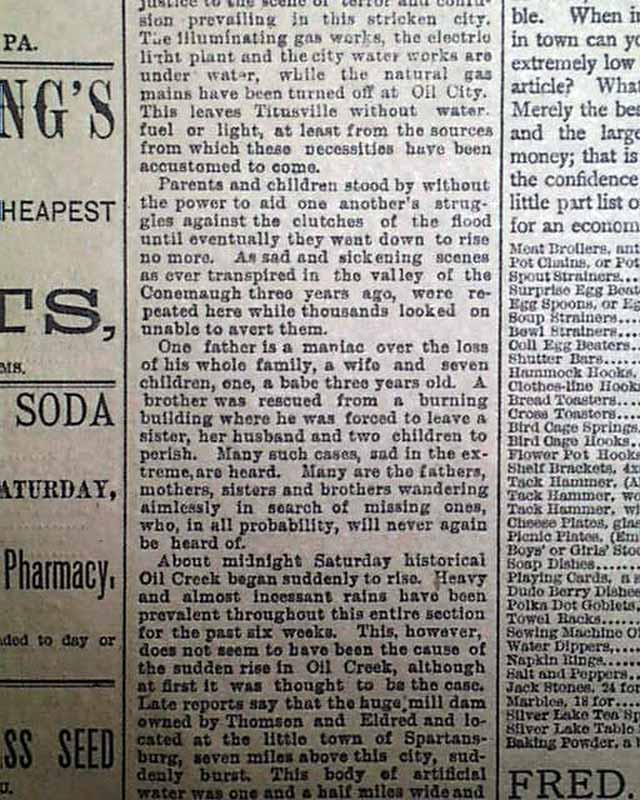 PA.
NG'S
HEAPEST
TS,
MS.
SODA
ATURDAY,
Pharmacy,
ded to day or
SS SEED
U.
justice to the scene of terror and confu-
sion prevailing in this stricken city.
The illuminating gas works, the electric
light plant and the city water works are
under water, while the natural gas
mains have been turned off at Oil City.
This leaves Titusville without water,
fuel or light, at least from the sources
from which these necessities have been
accustomed to come.
Parents and children stood by without
the power to aid one another's strug-
gles against the clutches of the flood
until eventually they went down to rise
no more. As sad and sickening scenes
as ever transpired in the valley of the
Conemaugh three years ago, were re-
peated here while thousands looked on
unable to avert them.
One father is a maniac over the loss
of his whole family, a wife and seven
children, one, a babe three years old. A
brother was rescued from a burning
building where he was forced to leave a
sister, her husband and two children to
perish. Many such cases, sad in the ex-
treme, are heard. Many are the fathers,
mothers, sisters and brothers wandering
aimlessly in search of missing ones,
who, in all probability, will never again
be heard of.
About midnight Saturday historical
Oil Creek began suddenly to rise. Heavy
and almost incessant rains have been
prevalent throughout this entire section
for the past six weeks. This, however,
does not seem to have been the cause of
the sudden rise in Oil Creek, although
at first it was thought to be the case.
Late reports say that the huge mill dam
owned by Thomson and Eldred and lo-
cated at the little town of Spartans-
burg, seven miles above this city, sud-
denly burst. This body of artificial
water was one and a half miles wide and
ble. When i
in town can yo
extremely low
article? What
Merely the be
and the large
money; that is
the confidence
little part list o
for an econom
Meat Broilers, am
Pot Chains, or Pot
Spout Strainers...
Surprise Egg Beat
Egg Spoons, or Eg
Soup Strainers....
Bowl Strainers....
Coil Egg Beaters..
Shutter Bars....
Hammock Hooks,
Clothes-line Hook
Bread Toasters....
Cross Toasters....
Bird Cage Springs.
Bird Cage Hooks..
Flower Pot Hooks
Shelf Brackets, 4x
Tack Hammer, (Al
Tack Hammer, wo
Tack Hammer, wi
Cheese Plates, glas
Picnic Plates, (Em
Boys' or Girls' Stoc
Soap Dishes.......
Playing Cards, a
Dude Berry Dishes
Polka Dot Goblets.
Towel Racks......
Sewing Machine O
Water Dippers,....
Napkin Rings......
Salt and Peppers...
Jack Stones, 24 for
Marbles, 18 for....
Silver Lake Tea Sp
Silver Lake Table
Baking Powder, a
FRED.